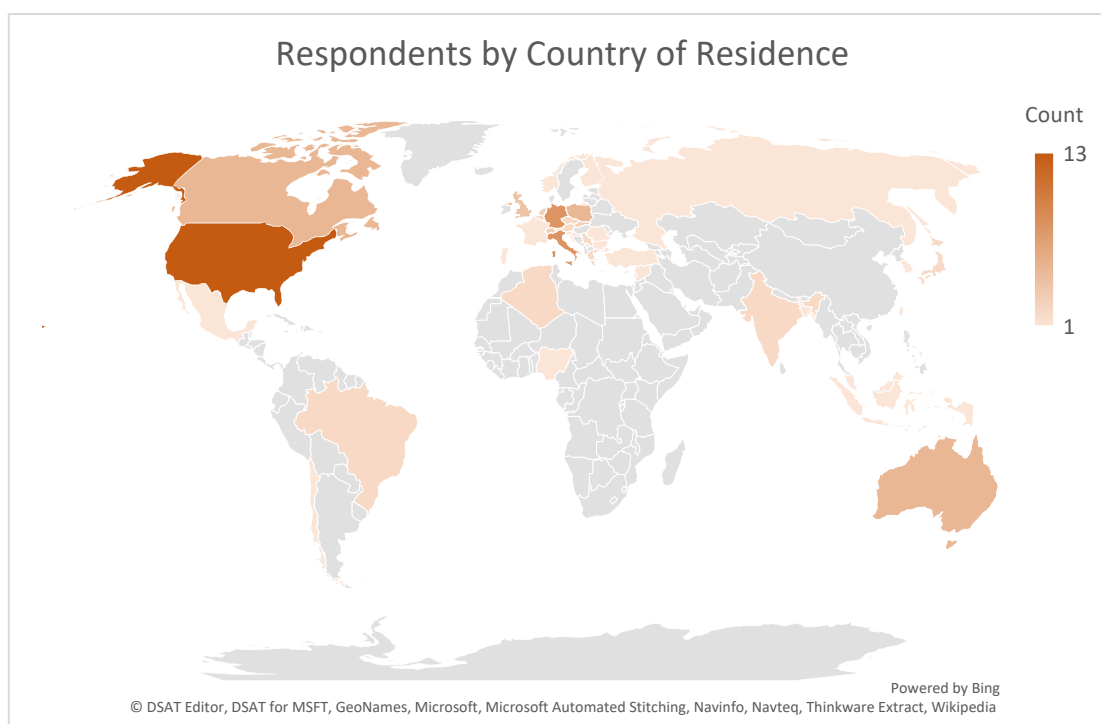 Respondents by Country of Residence
Count
13
1
Powered by Bing
© DSAT Editor, DSAT for MSFT, GeoNames, Microsoft, Microsoft Automated Stitching, Navinfo, Navteq, Thinkware Extract, Wikipedia